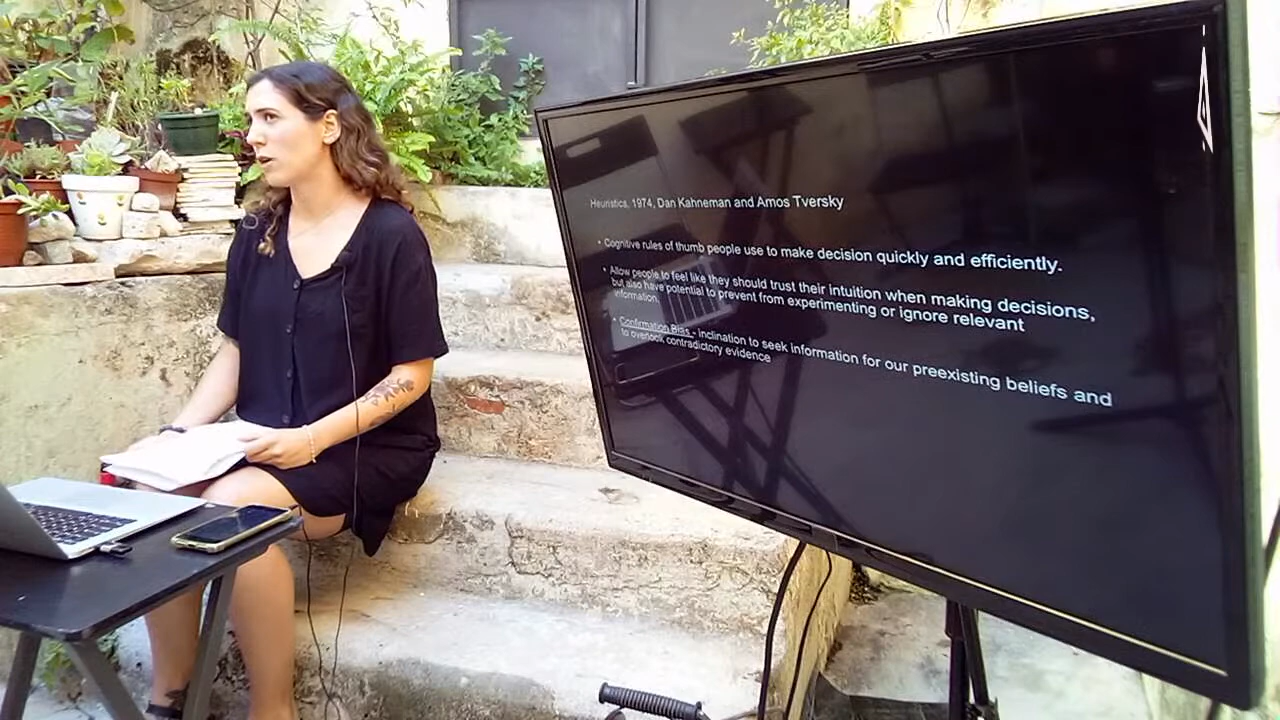 Heuristics, 1974, Dan Kahneman and Amos Tversky
• Cognitive rules of thumb people use to make decision quickly and efficiently.
• Allow people to feel like they should trust their intuition when making decisions,
but also have potential to prevent from experimenting or ignore relevant
information.
• Confirmation Bias - Inclination to seek information for our preexisting beliefs and
to overlook contradictory evidence